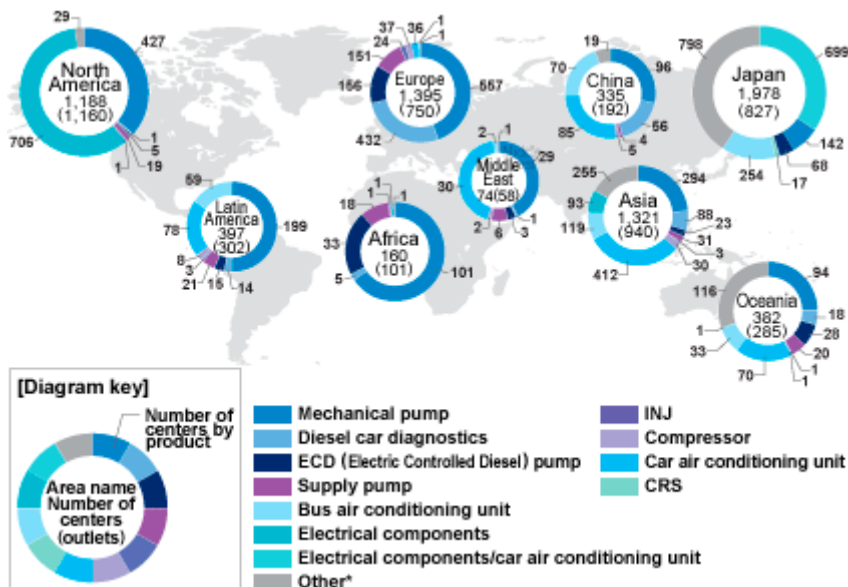 29
427
North
America
1,188
(1,160)
1
5
19
1
706
37
36
1
1
24
151
156
Europe
1,395
(750)
557
432
19
70
96
China
335
(192)
56
4
5
85
798
699
Japan
1,978
(827)
142
68
17
254
59
Latin
America
397
(302)
199
78
8
3
21
15
14
2
1
29
Middle
East
74(58)
30
2
6
3
1
1
1
1
18
33
Africa
160
(101)
101
5
255
294
Asia
1,321
(940)
93
119
88
23
31
3
30
412
116
94
Oceania
382
(285)
18
28
20
1
1
1
33
70
[Diagram key]
Number of
centers by
product
Area name
Number of
centers
(outlets)
Mechanical pump
Diesel car diagnostics
ECD (Electric Controlled Diesel) pump
Supply pump
Bus air conditioning unit
Electrical components
Electrical components/car air conditioning unit
Other*
INJ
Compressor
Car air conditioning unit
CRS